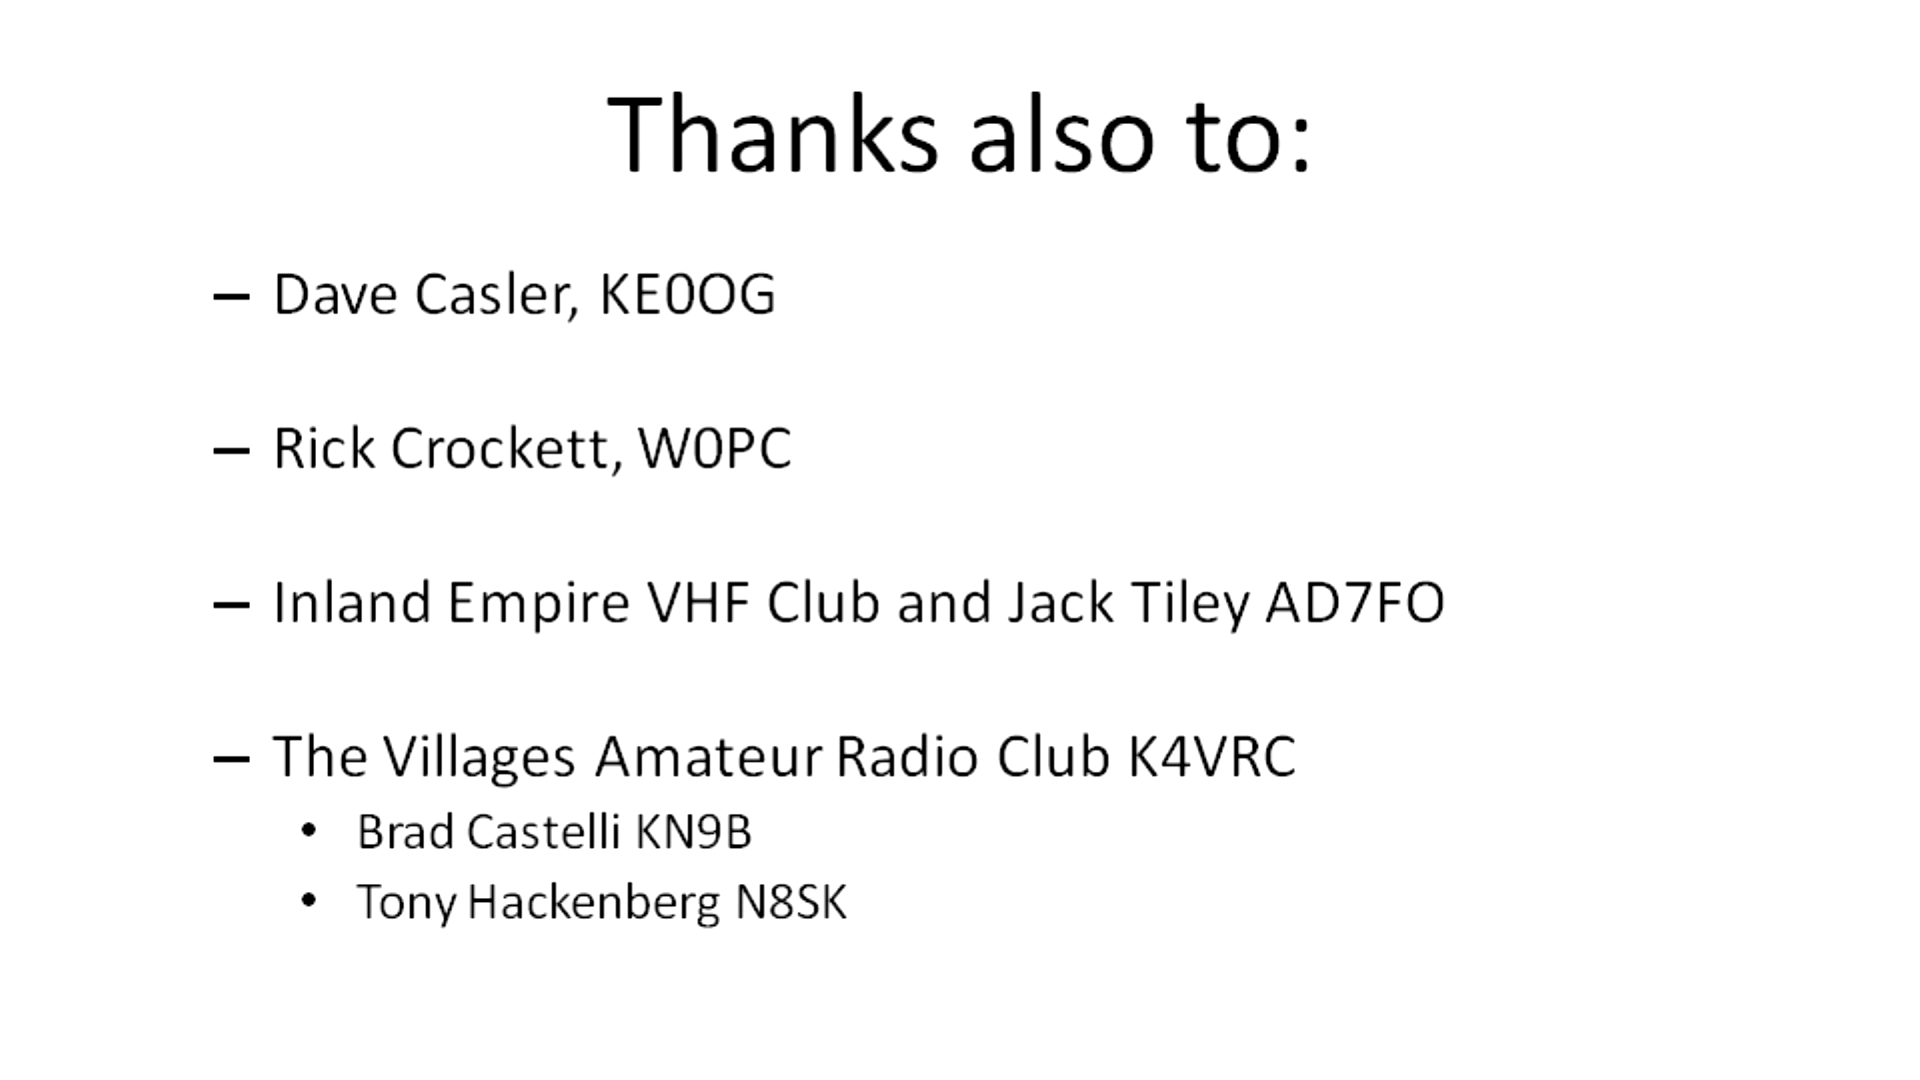 Thanks also to:
– Dave Casler, KE0OG
– Rick Crockett, W0PC
– Inland Empire VHF Club and Jack Tiley AD7FO
– The Villages Amateur Radio Club K4VRC
• Brad Castelli KN9B
• Tony Hackenberg N8SK